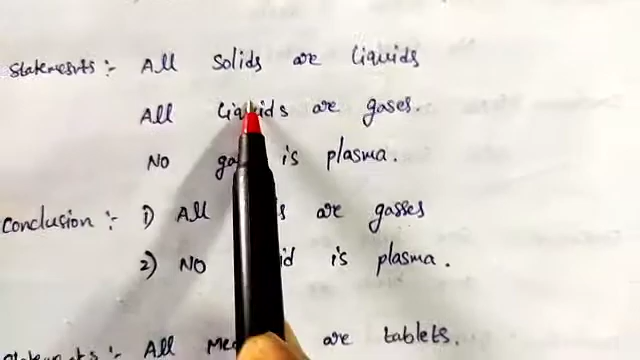 Statements :- All Solids are liquids
All liquids are gases.
No is plasma.
Conclusion :- 1) All are gasses
2) No is plasma.
All are tablets.